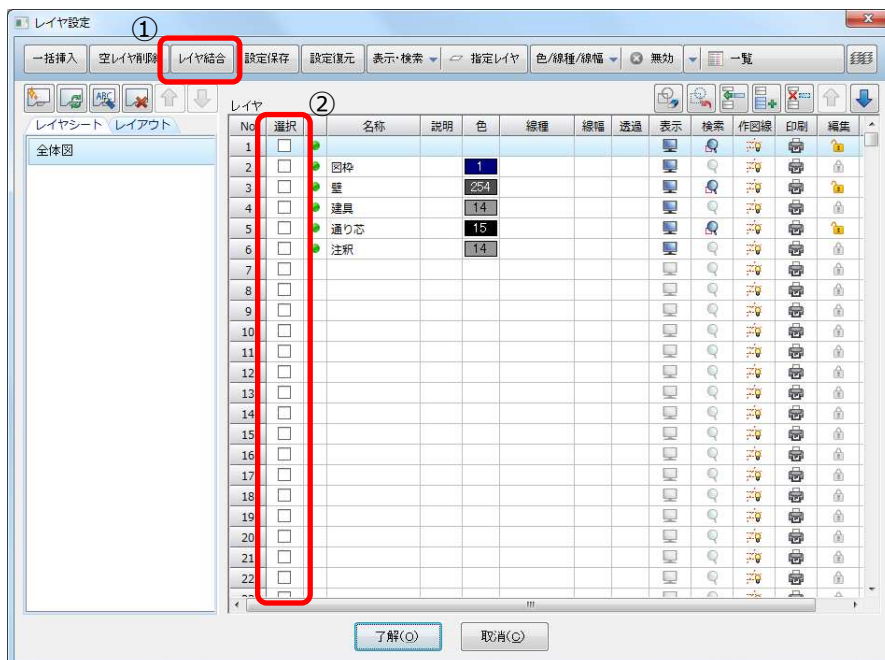 レイヤ設定
①
一括挿入 空レイヤ削除 レイヤ結合 設定保存 設定復元 表示・検索 指定レイヤ 色/線種/線幅 無効 一覧
ABC
レイヤ
②
レイヤシート レイアウト
全体図
No 選択 名称 説明 色 線種 線幅 透過 表示 検索 作図線 印刷 編集
1
2 図枠 1
3 壁 254
4 建具 14
5 通り芯 15
6 注釈 14
7
8
9
10
11
12
13
14
15
16
17
18
19
20
21
22
了解(O) 取消(C)